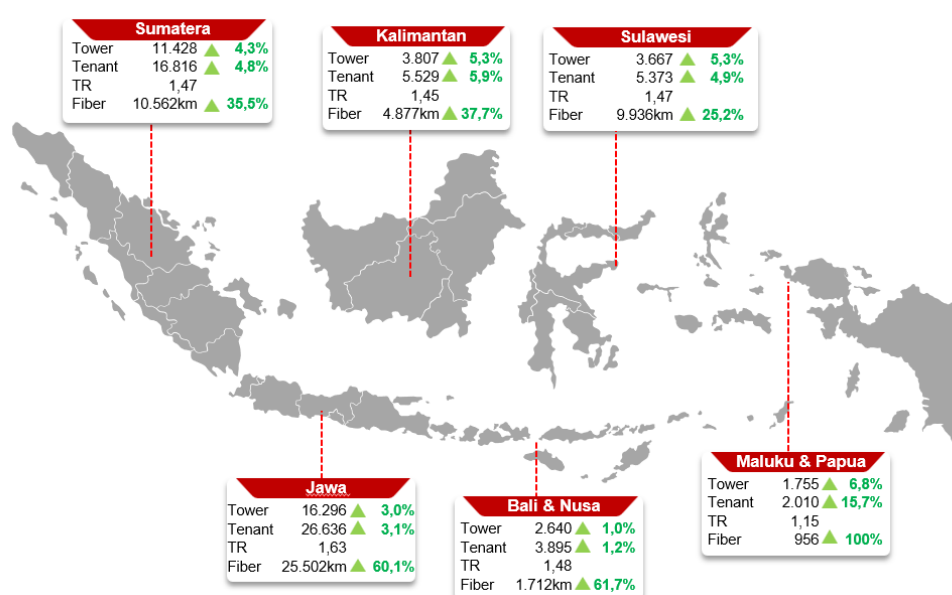 Sumatera
Tower 11.428 4,3%
Tenant 16.816 4,8%
TR 1,47
Fiber 10.562km 35,5%
Kalimantan
Tower 3.807 5,3%
Tenant 5.529 5,9%
TR 1,45
Fiber 4.877km 37,7%
Sulawesi
Tower 3.667 5,3%
Tenant 5.373 4,9%
TR 1,47
Fiber 9.936km 25,2%
Jawa
Tower 16.296 3,0%
Tenant 26.636 3,1%
TR 1,63
Fiber 25.502km 60,1%
Bali & Nusa
Tower 2.640 1,0%
Tenant 3.895 1,2%
TR 1,48
Fiber 1.712km 61,7%
Maluku & Papua
Tower 1.755 6,8%
Tenant 2.010 15,7%
TR 1,15
Fiber 956 100%